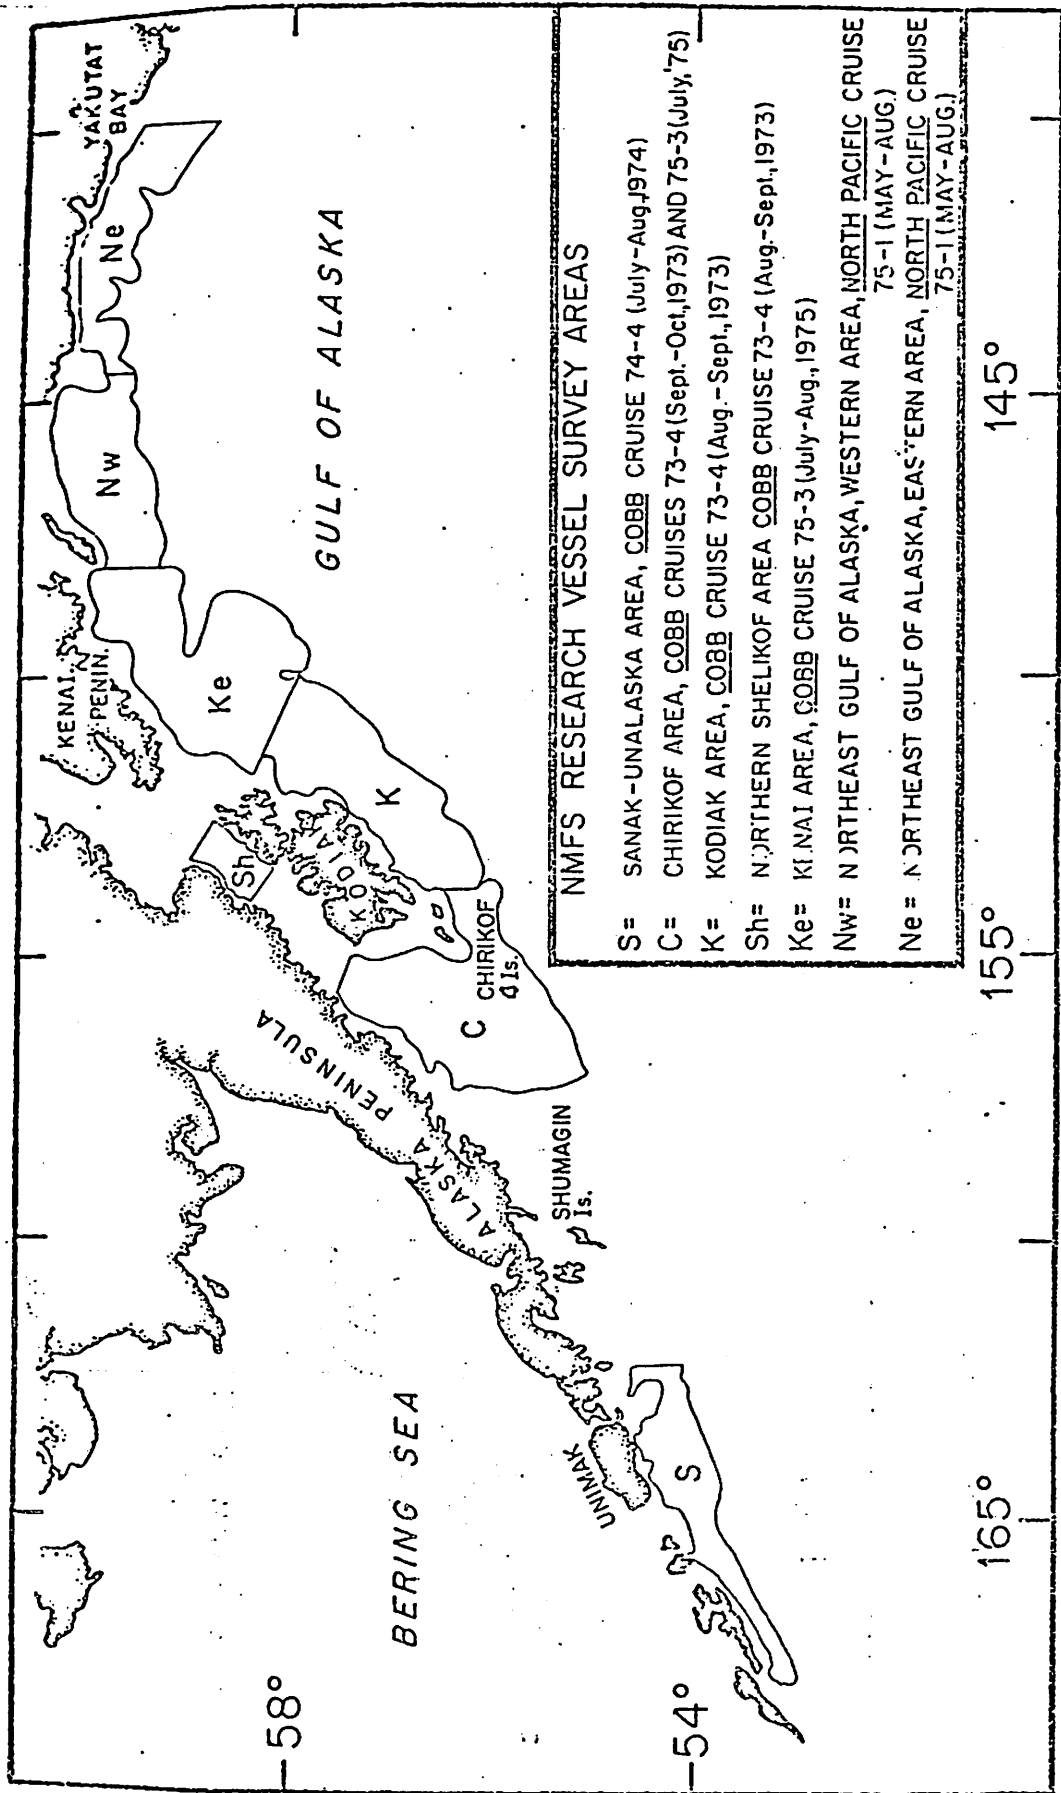 YAKUTAT
BAY
Ne
Nw
KENAI
PENIN.
Ke
GULF OF ALASKA
Sh
KODIAK
K
CHIRIKOF
Is.
C
ALASKA PENINSULA
SHUMAGIN
Is.
BERING SEA
UNIMAK
S
58°
54°
165°
155°
145°
NMFS RESEARCH VESSEL SURVEY AREAS
S= SANAK-UNALASKA AREA, COBB CRUISE 74-4 (July-Aug,1974)
C= CHIRIKOF AREA, COBB CRUISES 73-4 (Sept.-Oct,1973) AND 75-3 (July,'75)
K= KODIAK AREA, COBB CRUISE 73-4 (Aug.-Sept,1973)
Sh= NORTHERN SHELIKOF AREA COBB CRUISE 73-4 (Aug.-Sept,1973)
Ke= KENAI AREA, COBB CRUISE 75-3 (July-Aug,1975)
Nw= NORTHEAST GULF OF ALASKA, WESTERN AREA, NORTH PACIFIC CRUISE
75-1 (MAY-AUG.)
Ne= NORTHEAST GULF OF ALASKA, EASTERN AREA, NORTH PACIFIC CRUISE
75-1 (MAY-AUG.)